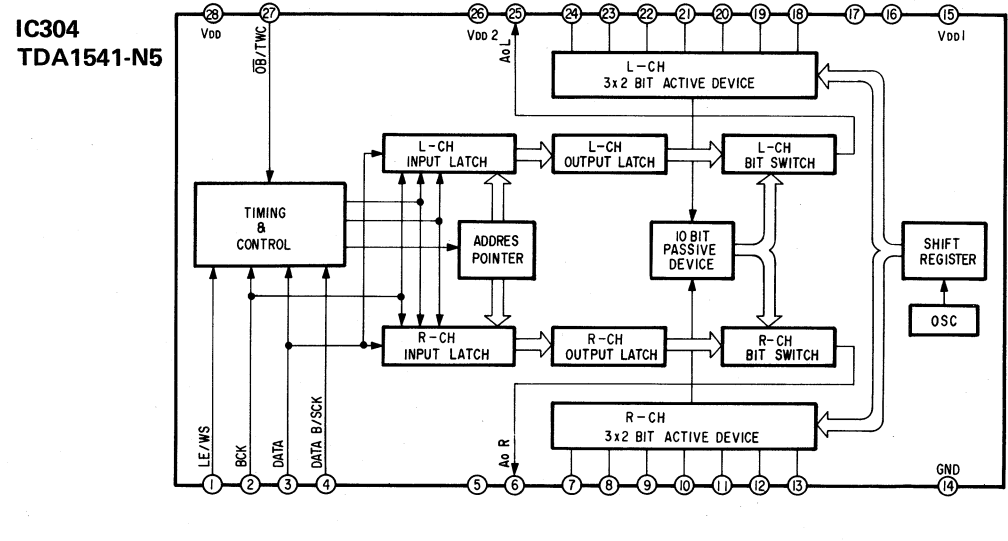 IC304
TDA1541-N5
28 27 26 25 24 23 22 21 20 19 18 17 16 15
VDD
OB/TWC
VDD 2
AoL
VDD 1
L-CH
3x2 BIT ACTIVE DEVICE
L-CH
INPUT LATCH
L-CH
OUTPUT LATCH
L-CH
BIT SWITCH
TIMING
&
CONTROL
ADDRES
POINTER
10 BIT
PASSIVE
DEVICE
SHIFT
REGISTER
OSC
R-CH
INPUT LATCH
R-CH
OUTPUT LATCH
R-CH
BIT SWITCH
R-CH
3x2 BIT ACTIVE DEVICE
LE/WS
BCK
DATA
DATA B/SCK
AoR
GND
1 2 3 4 5 6 7 8 9 10 11 12 13 14